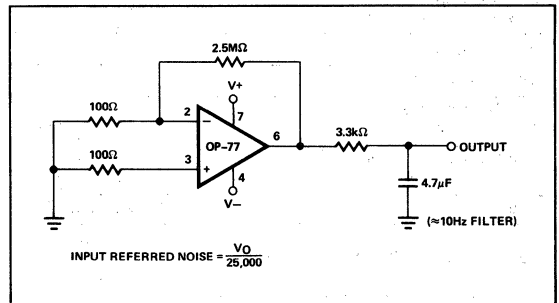 2.5MΩ
V+
100Ω
2
−
7
OP-77
6
3.3kΩ
OUTPUT
100Ω
3
+
4
4.7μF
V−
(≈10Hz FILTER)
INPUT REFERRED NOISE = VO
25,000